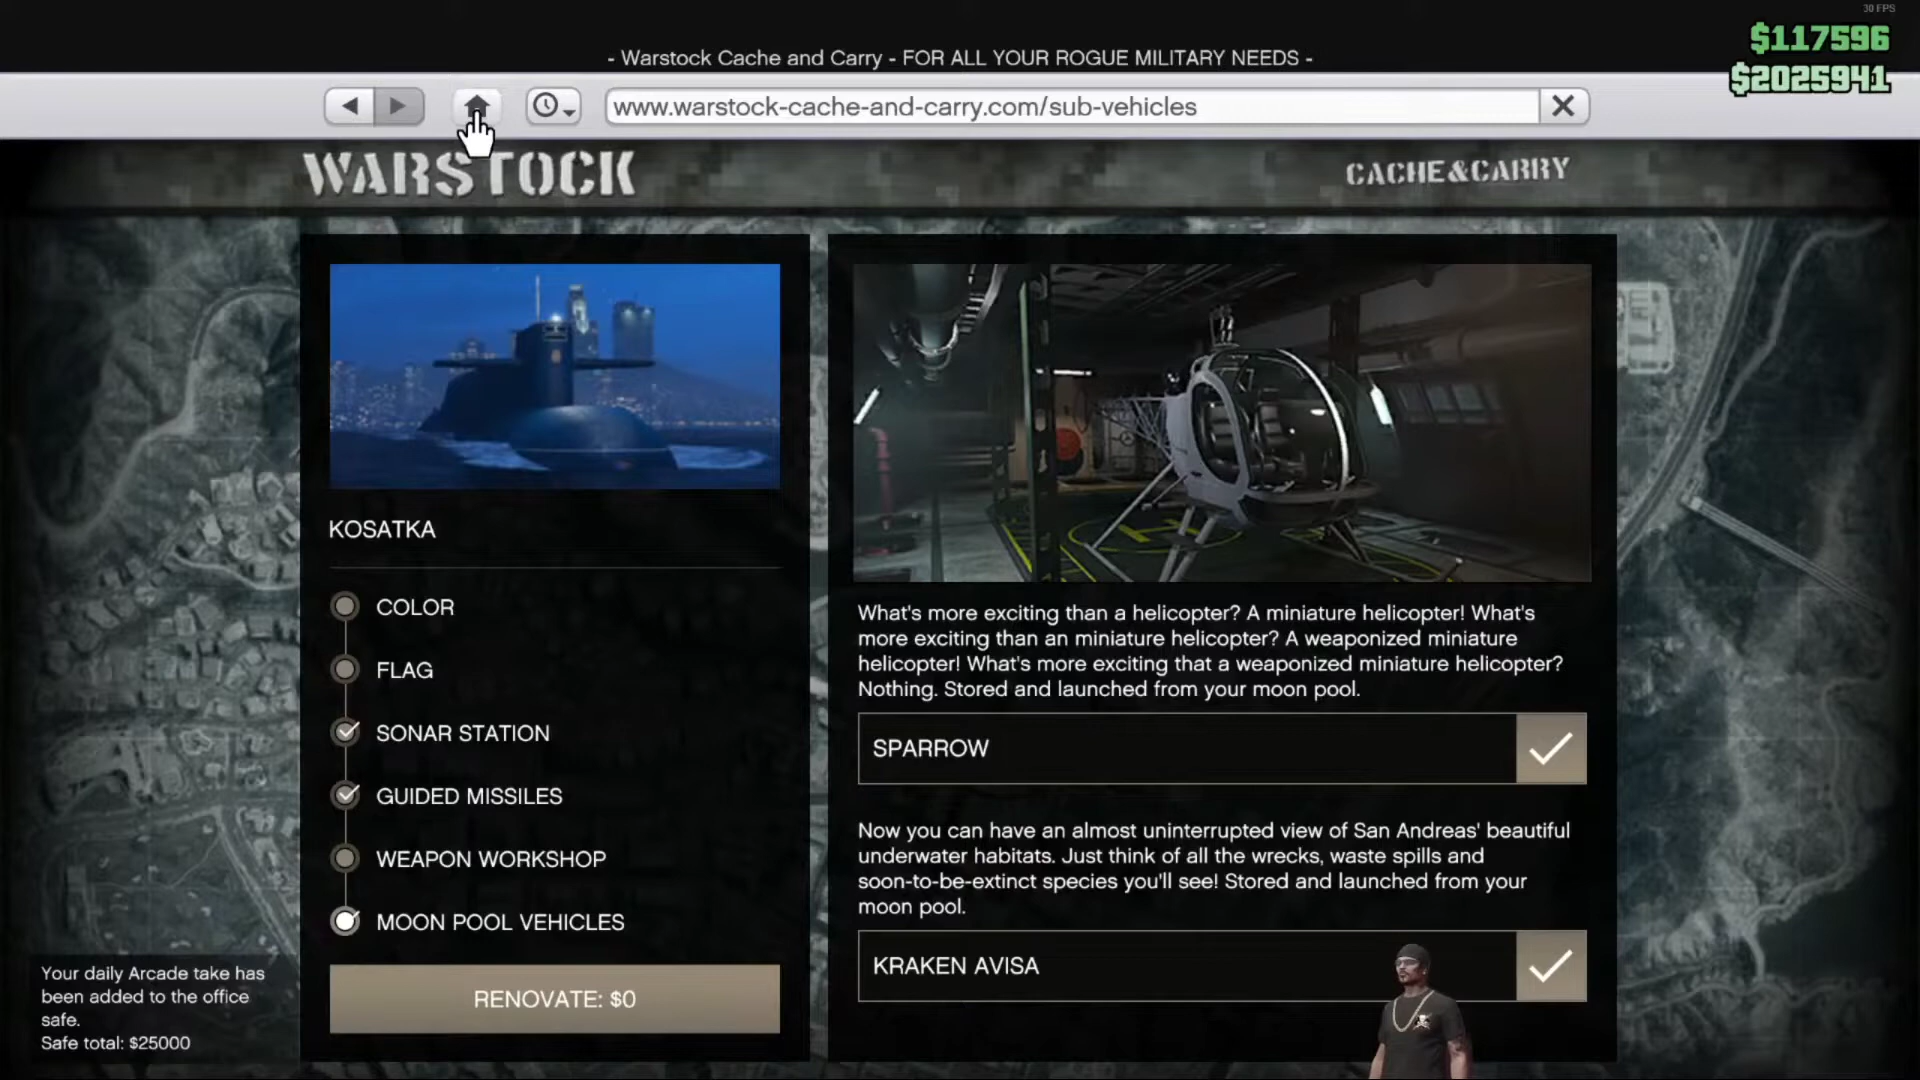 30 FPS
$117596
$2025941
- Warstock Cache and Carry - FOR ALL YOUR ROGUE MILITARY NEEDS -
www.warstock-cache-and-carry.com/sub-vehicles
WARSTOCK
CACHE&CARRY
KOSATKA
COLOR
FLAG
SONAR STATION
GUIDED MISSILES
WEAPON WORKSHOP
MOON POOL VEHICLES
RENOVATE: $0
What's more exciting than a helicopter? A miniature helicopter! What's
more exciting than an miniature helicopter? A weaponized miniature
helicopter! What's more exciting that a weaponized miniature helicopter?
Nothing. Stored and launched from your moon pool.
SPARROW
Now you can have an almost uninterrupted view of San Andreas' beautiful
underwater habitats. Just think of all the wrecks, waste spills and
soon-to-be-extinct species you'll see! Stored and launched from your
moon pool.
KRAKEN AVISA
Your daily Arcade take has
been added to the office
safe.
Safe total: $25000